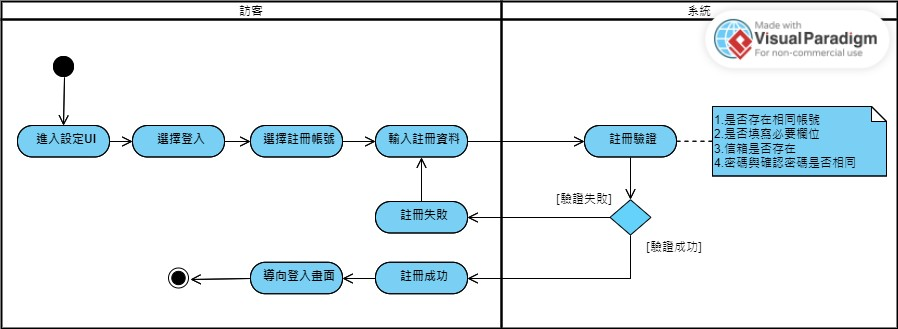 訪客
系統
Made with
Visual Paradigm
For non-commercial use
進入設定UI
選擇登入
選擇註冊帳號
輸入註冊資料
註冊驗證
1.是否存在相同帳號
2.是否填寫必要欄位
3.信箱是否存在
4.密碼與確認密碼是否相同
[驗證失敗]
註冊失敗
[驗證成功]
導向登入畫面
註冊成功